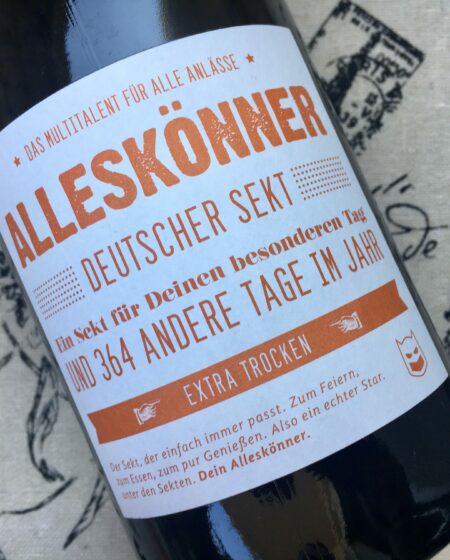 ★ DAS MULTITALENT FÜR ALLE ANLÄSSE ★
ALLESKÖNNER
DEUTSCHER SEKT
Ein Sekt für Deinen besonderen Tag
UND 364 ANDERE TAGE IM JAHR
EXTRA TROCKEN
Der Sekt, der einfach immer passt. Zum Feiern,
zum Essen, zum pur Genießen. Also ein echter Star.
unter den Sekten. Dein Alleskönner.